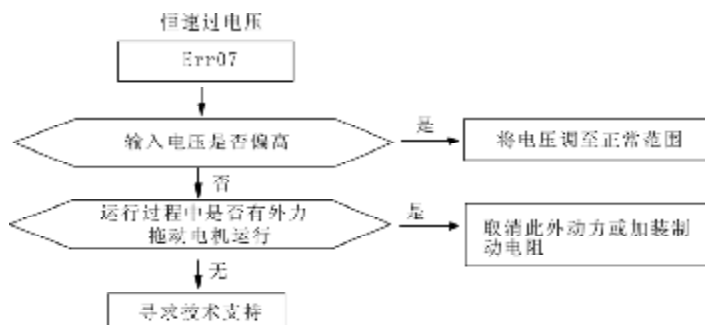 恒速过电压
Err07
输入电压是否偏高
是
将电压调至正常范围
否
运行过程中是否有外力
拖动电机运行
是
取消此外动力或加装制
动电阻
无
寻求技术支持